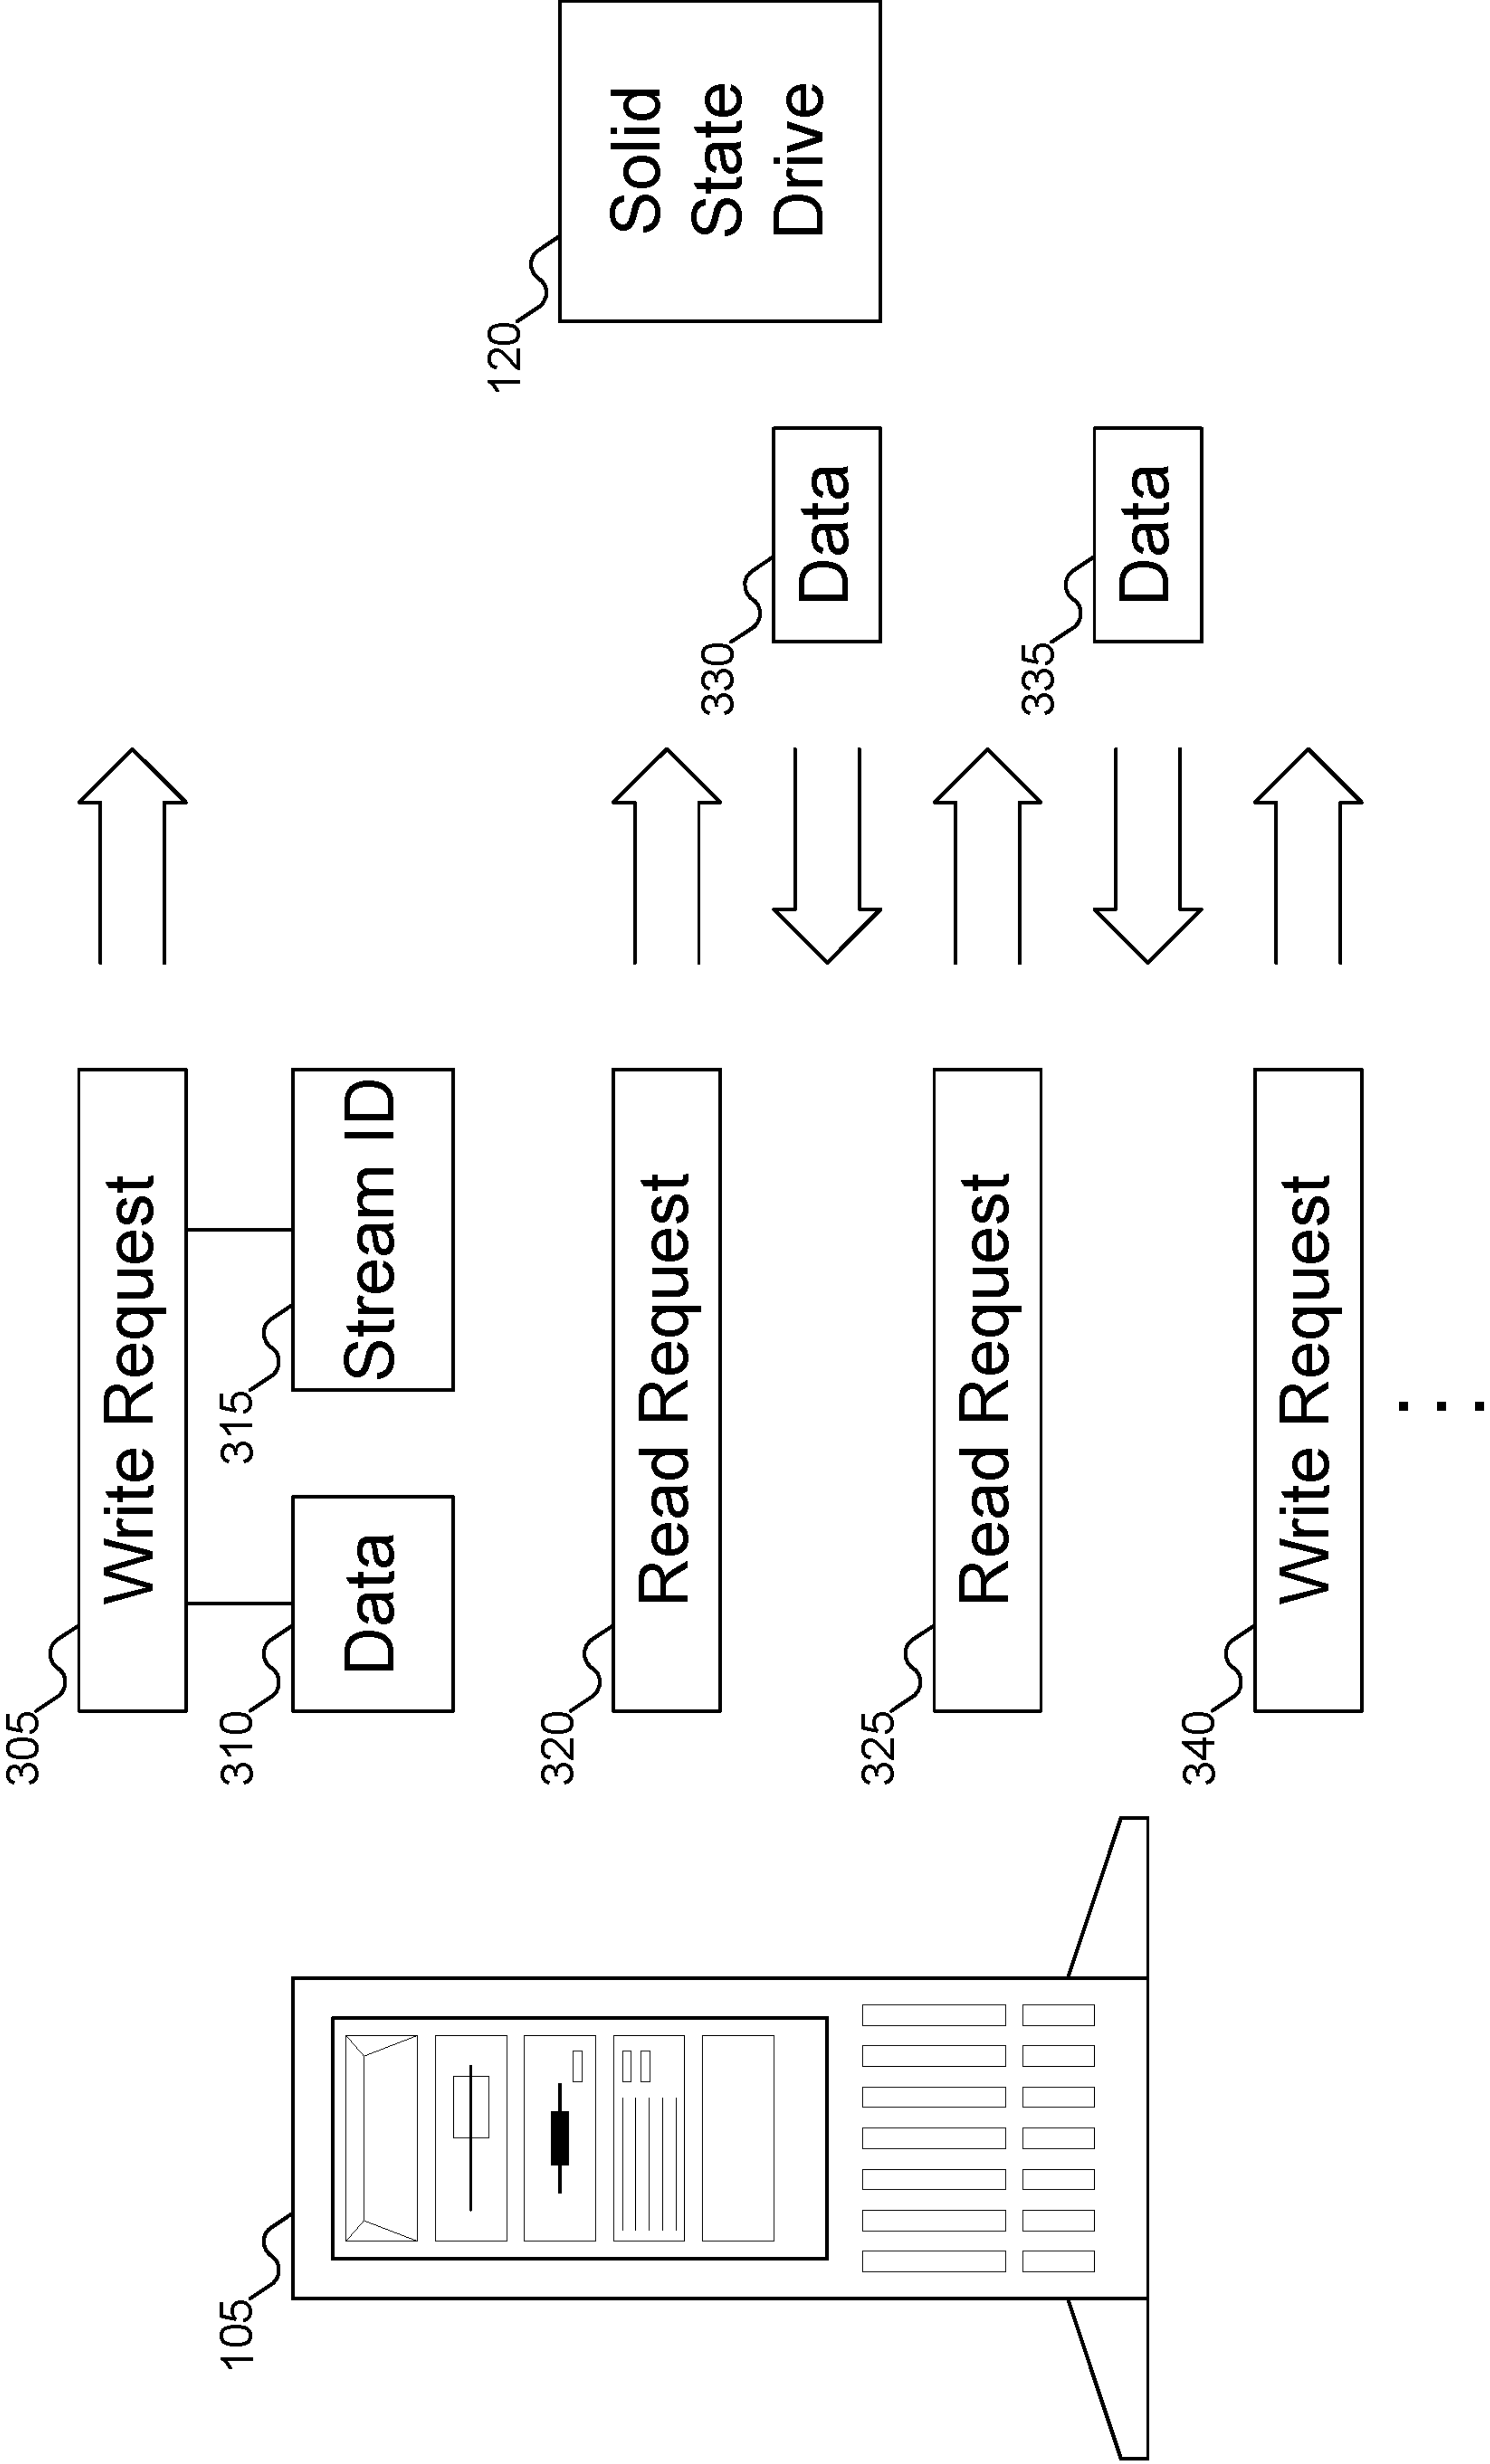 305
Write Request
105
310
315
Data
Stream ID
120
320
Solid
State
Drive
Read Request
330
Data
325
Read Request
335
Data
340
Write Request
...